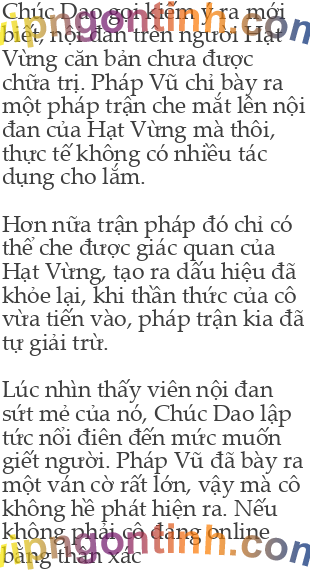 Chúc Dao gọi kiếm ý ra mới
biết, nội đan trên người Hạt
Vừng căn bản chưa được
chữa trị. Pháp Vũ chỉ bày ra
một pháp trận che mắt lên nội
đan của Hạt Vừng mà thôi,
thực tế không có nhiều tác
dụng cho lắm.
Hơn nữa trận pháp đó chỉ có
thể che được giác quan của
Hạt Vừng, tạo ra dấu hiệu đã
khỏe lại, khi thần thức của cô
vừa tiến vào, pháp trận kia đã
tự giải trừ.
Lúc nhìn thấy viên nội đan
sứt mẻ của nó, Chúc Dao lập
tức nổi điên đến mức muốn
giết người. Pháp Vũ đã bày ra
một ván cờ rất lớn, vậy mà cô
không hề phát hiện ra. Nếu
không phải cô đang online
bằng thần xác